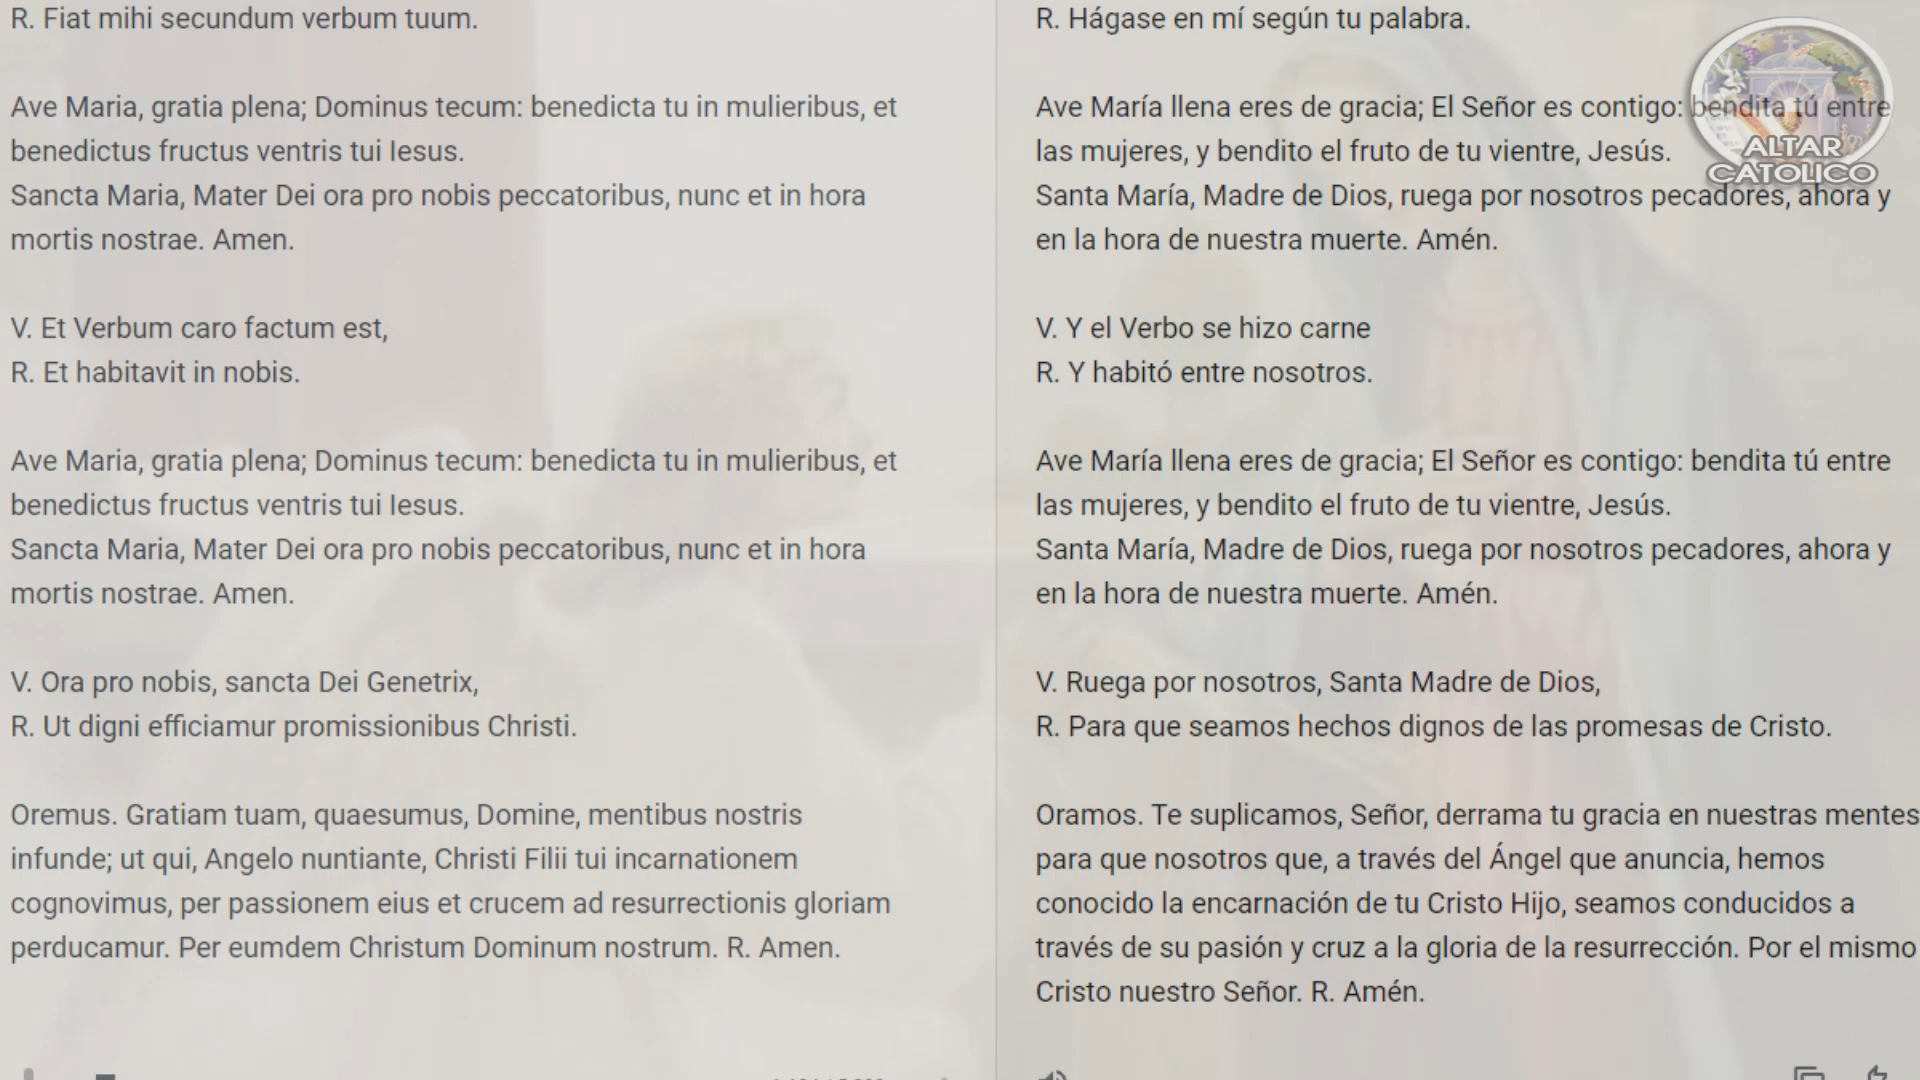 R. Fiat mihi secundum verbum tuum.
Ave Maria, gratia plena; Dominus tecum: benedicta tu in mulieribus, et
benedictus fructus ventris tui Iesus.
Sancta Maria, Mater Dei ora pro nobis peccatoribus, nunc et in hora
mortis nostrae. Amen.
V. Et Verbum caro factum est,
R. Et habitavit in nobis.
Ave Maria, gratia plena; Dominus tecum: benedicta tu in mulieribus, et
benedictus fructus ventris tui Iesus.
Sancta Maria, Mater Dei ora pro nobis peccatoribus, nunc et in hora
mortis nostrae. Amen.
V. Ora pro nobis, sancta Dei Genetrix,
R. Ut digni efficiamur promissionibus Christi.
Oremus. Gratiam tuam, quaesumus, Domine, mentibus nostris
infunde; ut qui, Angelo nuntiante, Christi Filii tui incarnationem
cognovimus, per passionem eius et crucem ad resurrectionis gloriam
perducamur. Per eumdem Christum Dominum nostrum. R. Amen.
R. Hágase en mí según tu palabra.
Ave María llena eres de gracia; El Señor es contigo: bendita tú entre
las mujeres, y bendito el fruto de tu vientre, Jesús.
Santa María, Madre de Dios, ruega por nosotros pecadores, ahora y
en la hora de nuestra muerte. Amén.
V. Y el Verbo se hizo carne
R. Y habitó entre nosotros.
Ave María llena eres de gracia; El Señor es contigo: bendita tú entre
las mujeres, y bendito el fruto de tu vientre, Jesús.
Santa María, Madre de Dios, ruega por nosotros pecadores, ahora y
en la hora de nuestra muerte. Amén.
V. Ruega por nosotros, Santa Madre de Dios,
R. Para que seamos hechos dignos de las promesas de Cristo.
Oramos. Te suplicamos, Señor, derrama tu gracia en nuestras mentes
para que nosotros que, a través del Ángel que anuncia, hemos
conocido la encarnación de tu Cristo Hijo, seamos conducidos a
través de su pasión y cruz a la gloria de la resurrección. Por el mismo
Cristo nuestro Señor. R. Amén.
ALTAR
CATOLICO